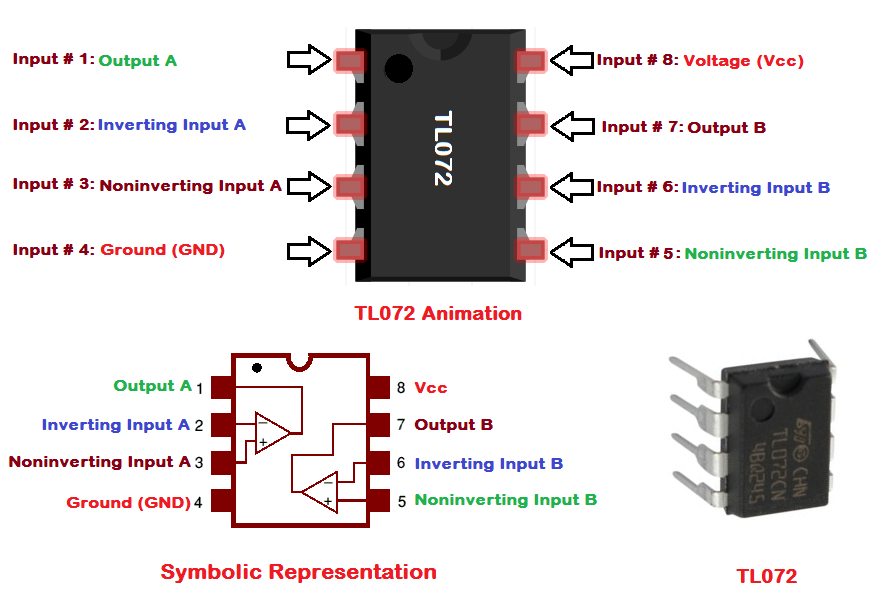 Input # 1: Output A
Input # 2: Inverting Input A
Input # 3: Noninverting Input A
Input # 4: Ground (GND)
TL072
Input # 8: Voltage (Vcc)
Input # 7: Output B
Input # 6: Inverting Input B
Input # 5: Noninverting Input B
TL072 Animation
Output A 1
Inverting Input A 2
Noninverting Input A 3
Ground (GND) 4
−
+
−
+
8 Vcc
7 Output B
6 Inverting Input B
5 Noninverting Input B
Symbolic Representation
ST CHN
TL072CN
TL072